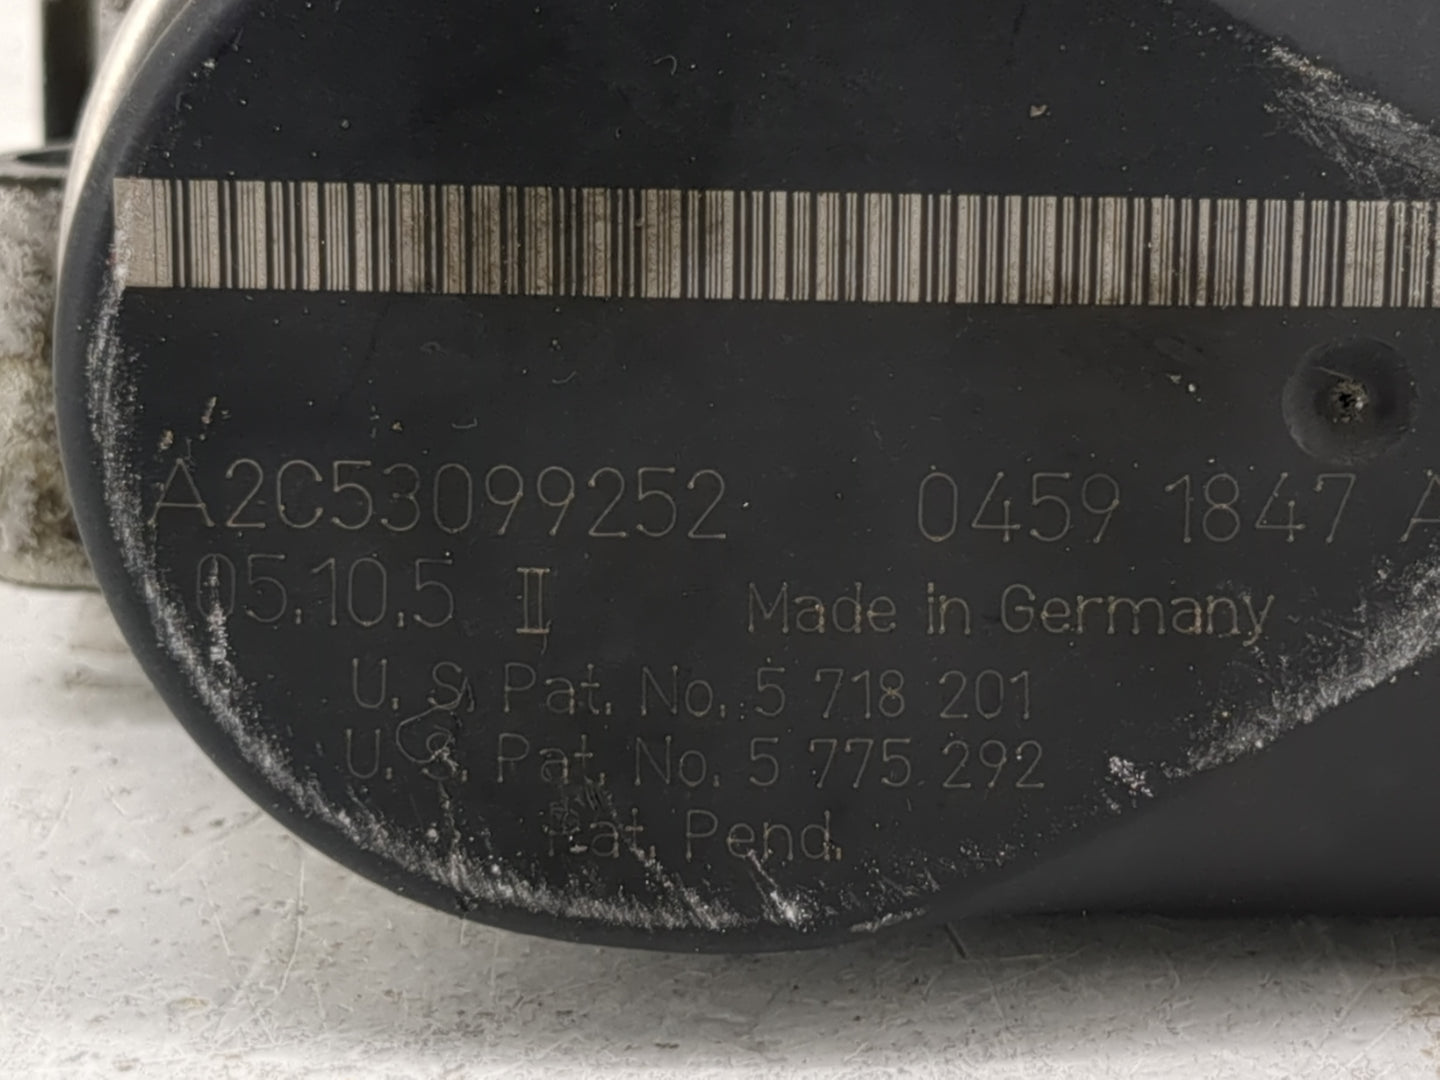 A2C53099252 0459 1847 A
05.10.5 II Made in Germany
U. S. Pat. No. 5 718 201
U. S. Pat. No. 5 775 292
Pat. Pend.